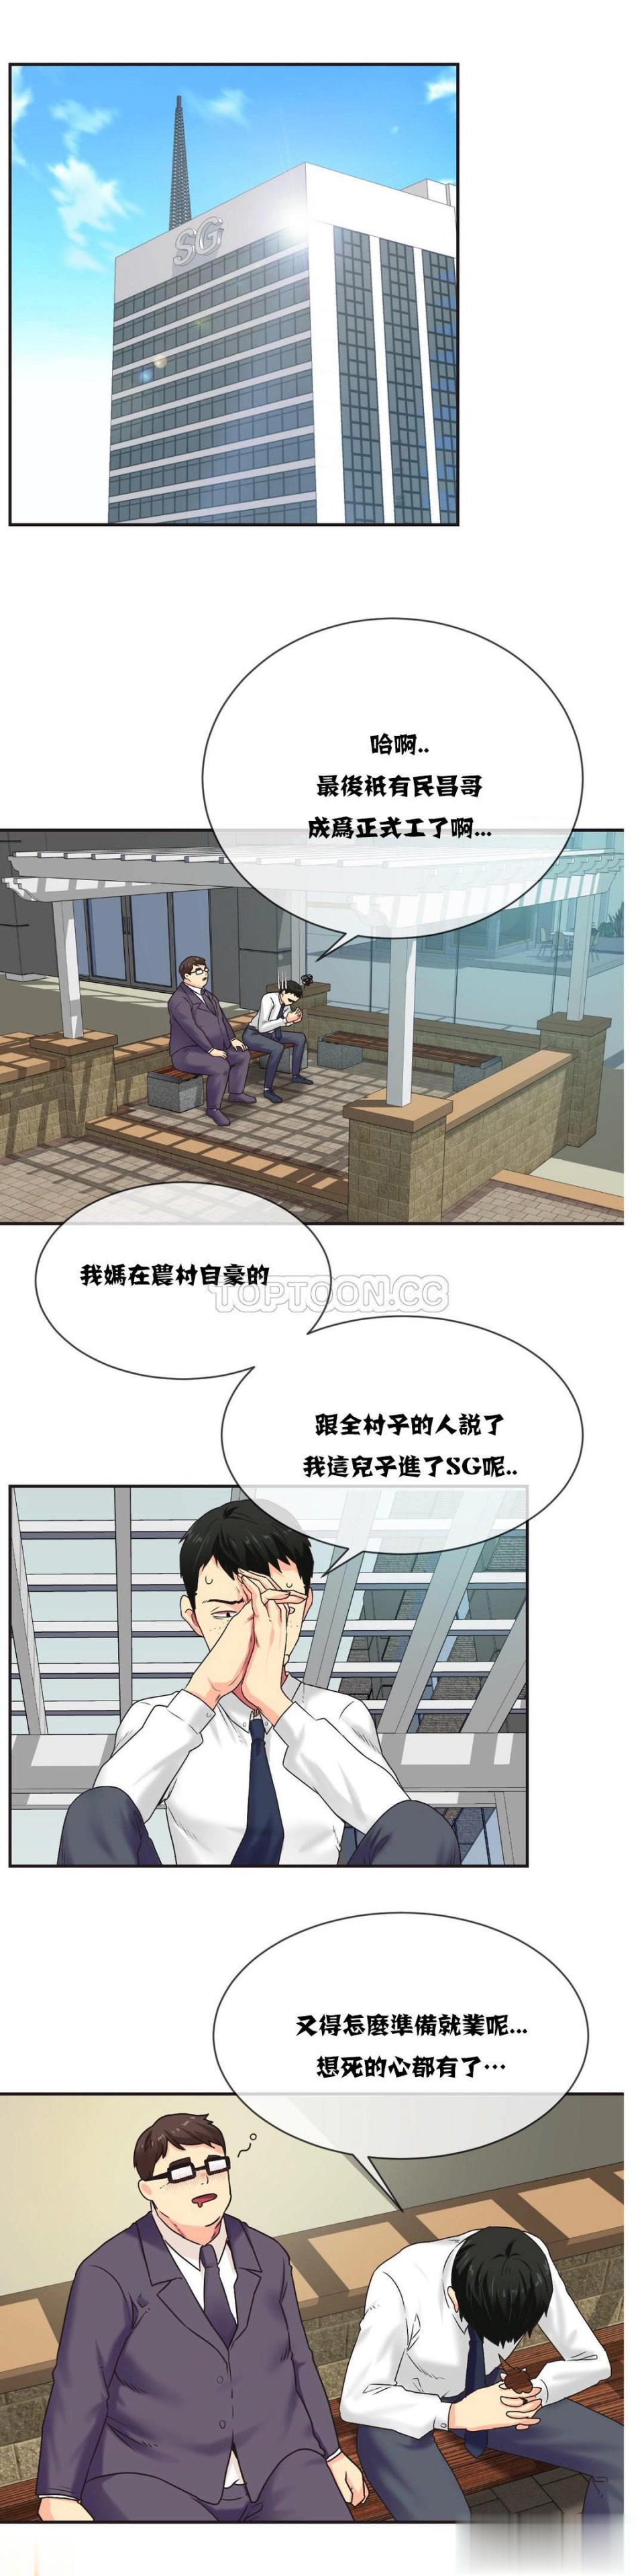 SG
哈啊..
最後祇有民昌哥
成爲正式工了啊...
我媽在農村自豪的
TOPTOON.CC
跟全村子的人説了
我這兒子進了SG呢..
又得怎麼準備就業呢...
想死的心都有了…